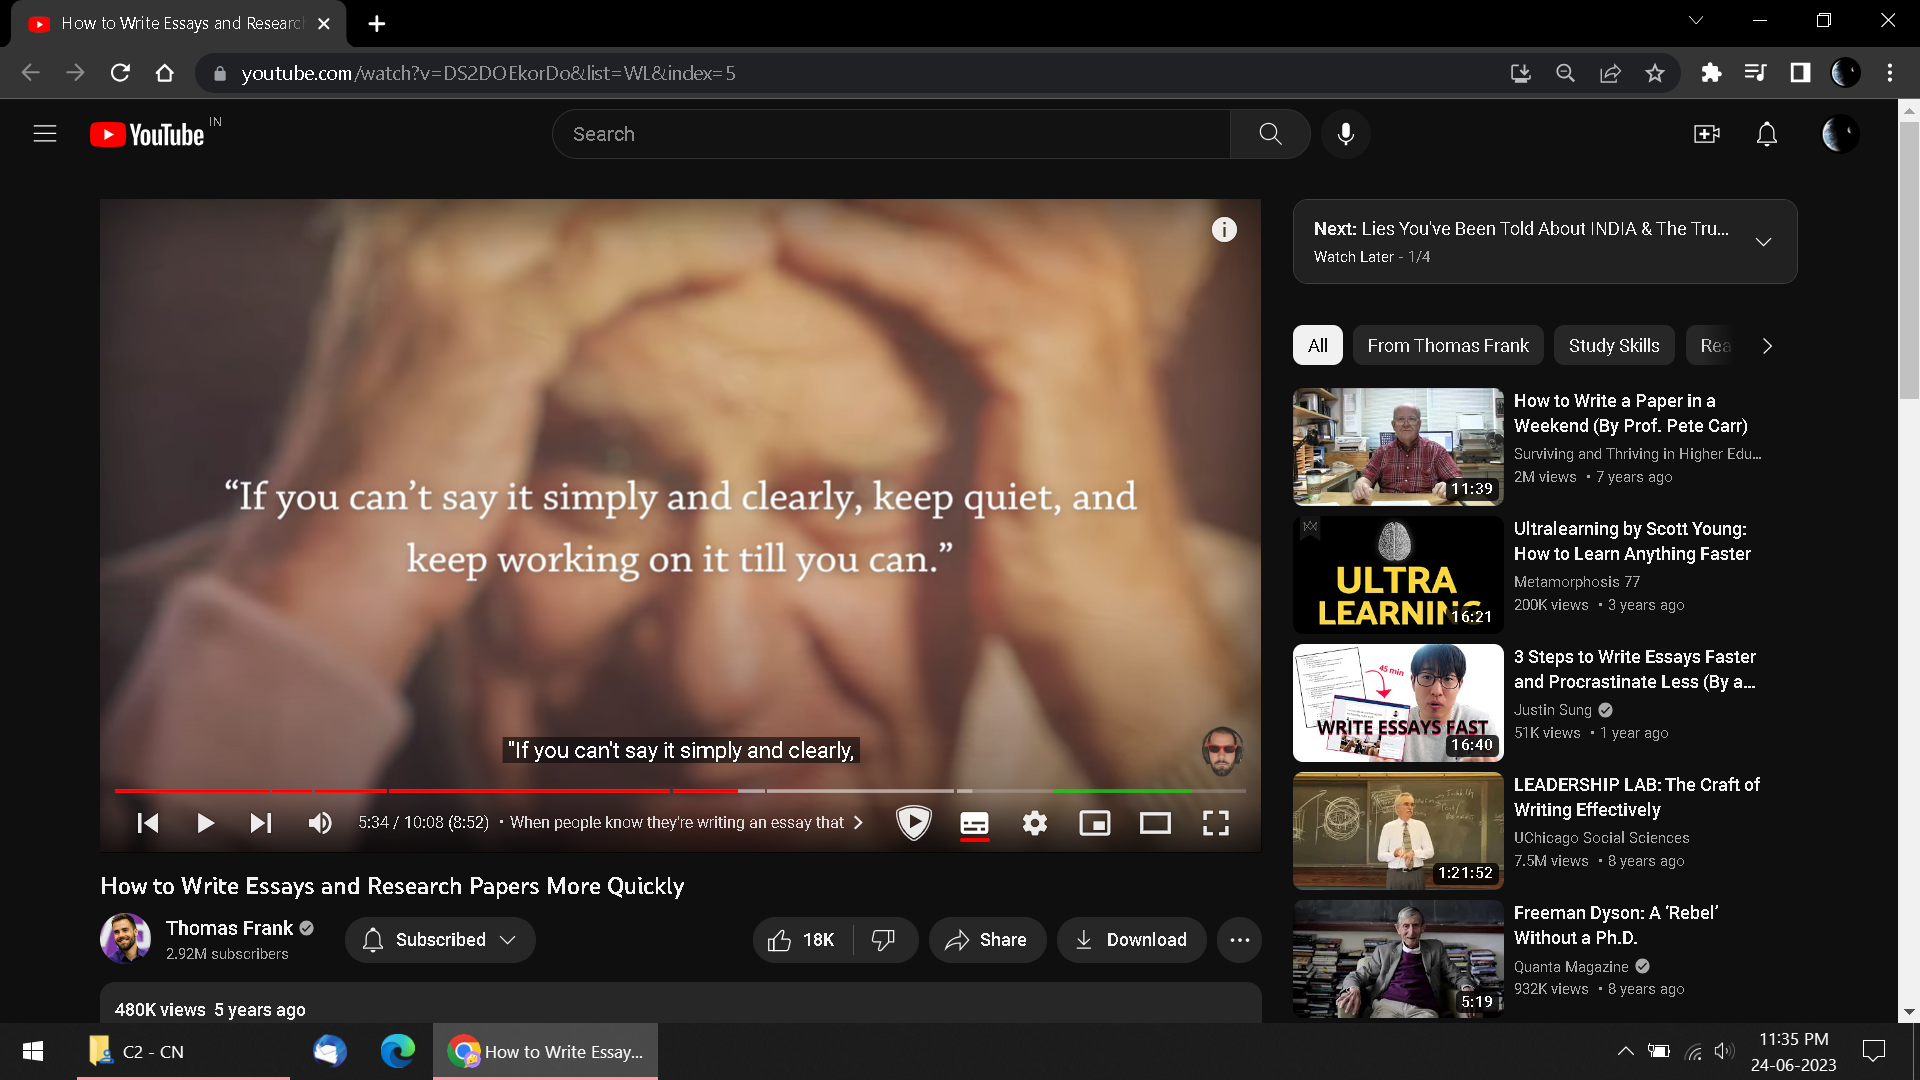 How to Write Essays and Researc
youtube.com/watch?v=DS2DOEkorDo&list=WL&index=5
YouTube IN
Search
"If you can't say it simply and clearly, keep quiet, and
keep working on it till you can."
"If you can't say it simply and clearly,
5:34 / 10:08 (8:52) • When people know they're writing an essay that
How to Write Essays and Research Papers More Quickly
Thomas Frank
2.92M subscribers
Subscribed
18K
Share
Download
480K views 5 years ago
Next: Lies You've Been Told About INDIA & The Tru...
Watch Later - 1/4
All
From Thomas Frank
Study Skills
Rea
11:39
How to Write a Paper in a
Weekend (By Prof. Pete Carr)
Surviving and Thriving in Higher Edu...
2M views • 7 years ago
ULTRA
LEARNING
16:21
Ultralearning by Scott Young:
How to Learn Anything Faster
Metamorphosis 77
200K views • 3 years ago
45 min
WRITE ESSAYS FAST
16:40
3 Steps to Write Essays Faster
and Procrastinate Less (By a...
Justin Sung
51K views • 1 year ago
1:21:52
LEADERSHIP LAB: The Craft of
Writing Effectively
UChicago Social Sciences
7.5M views • 8 years ago
5:19
Freeman Dyson: A 'Rebel'
Without a Ph.D.
Quanta Magazine
932K views • 8 years ago
C2 - CN
How to Write Essay...
11:35 PM
24-06-2023